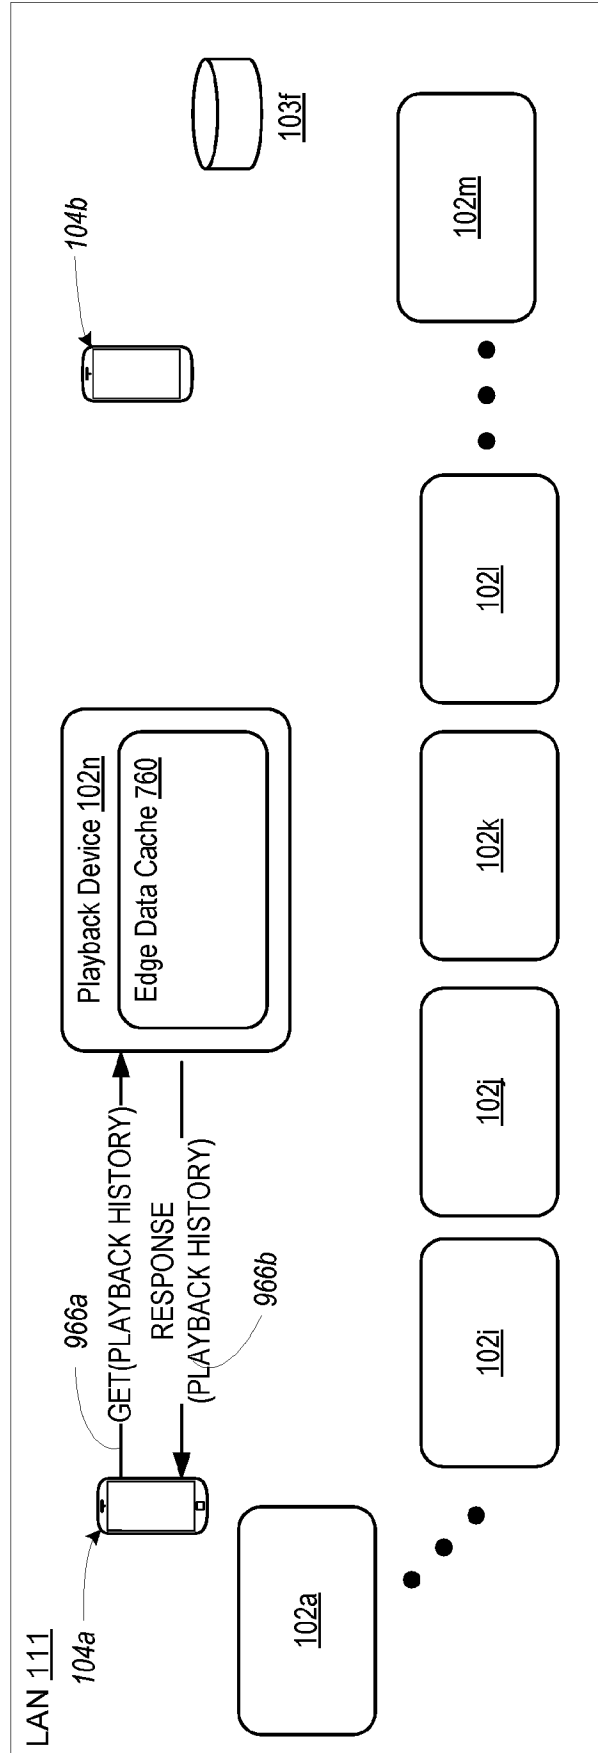 LAN 111
104a
966a
GET(PLAYBACK HISTORY)
RESPONSE
(PLAYBACK HISTORY)
966b
Playback Device 102n
Edge Data Cache 760
104b
103f
102a
102i
102j
102k
102l
102m